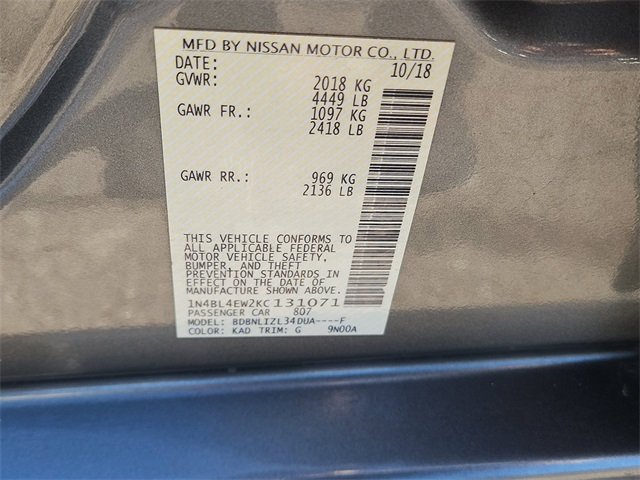 MFD BY NISSAN MOTOR CO., LTD.
DATE: 10/18
GVWR: 2018 KG
4449 LB
GAWR FR.: 1097 KG
2418 LB
GAWR RR.: 969 KG
2136 LB
THIS VEHICLE CONFORMS TO
ALL APPLICABLE FEDERAL
MOTOR VEHICLE SAFETY,
BUMPER, AND THEFT
PREVENTION STANDARDS IN
EFFECT ON THE DATE OF
MANUFACTURE SHOWN ABOVE.
1N4BL4EW2KC131071
PASSENGER CAR 807
MODEL: BDBNLIZL34DUA----F
COLOR: KAD TRIM: G 9N00A